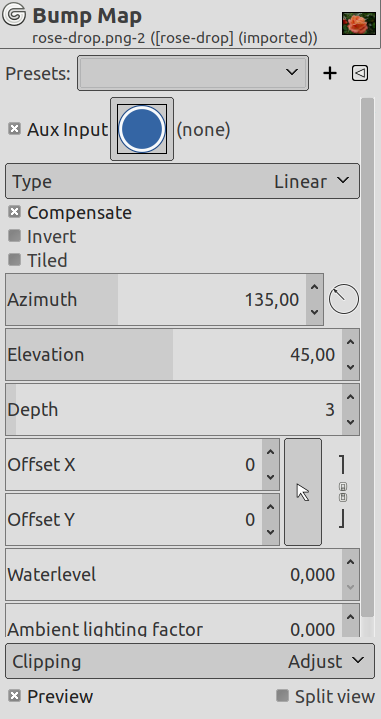 Bump Map
rose-drop.png-2 ([rose-drop] (imported))
Presets:
Aux Input (none)
Type Linear
Compensate
Invert
Tiled
Azimuth 135,00
Elevation 45,00
Depth 3
Offset X 0
Offset Y 0
Waterlevel 0,000
Ambient lighting factor 0,000
Clipping Adjust
Preview Split view